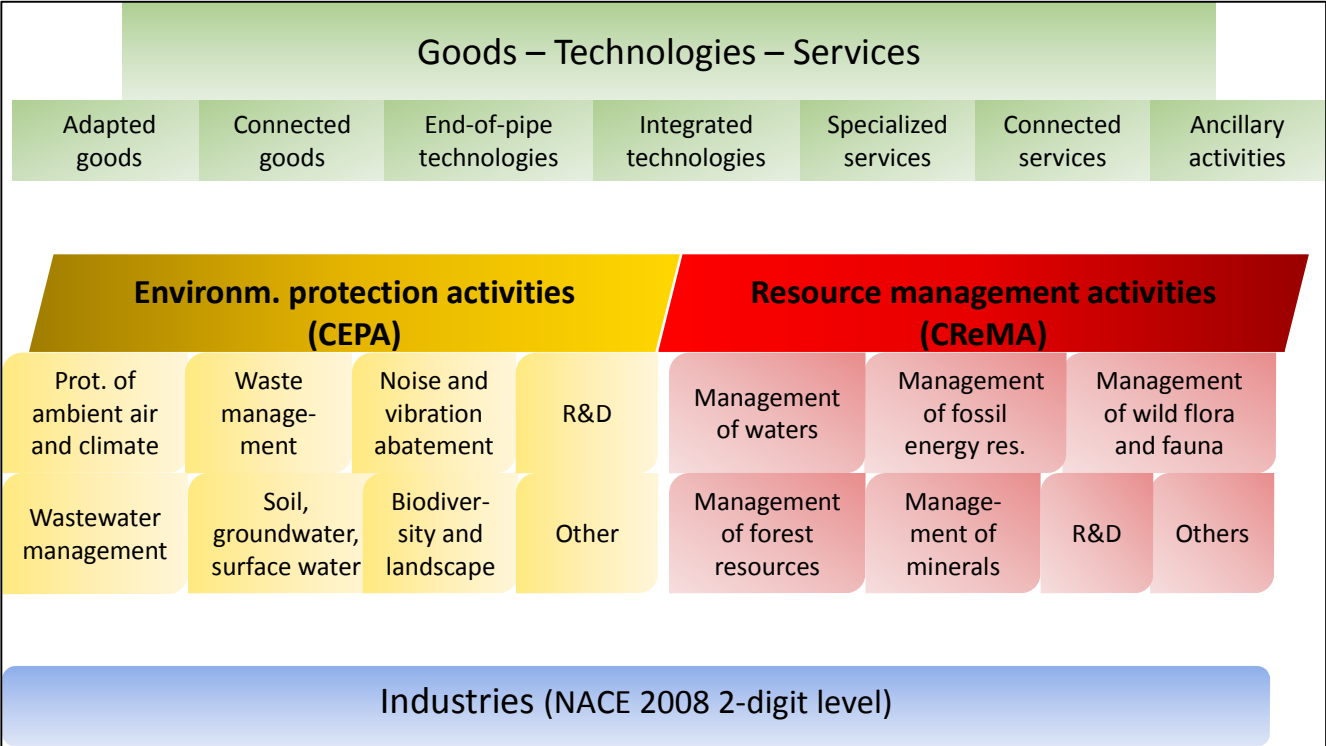 Goods – Technologies – Services
Adapted
goods
Connected
goods
End-of-pipe
technologies
Integrated
technologies
Specialized
services
Connected
services
Ancillary
activities
Environm. protection activities
(CEPA)
Resource management activities
(CReMA)
Prot. of
ambient air
and climate
Waste
manage-
ment
Noise and
vibration
abatement
R&D
Management
of waters
Management
of fossil
energy res.
Management
of wild flora
and fauna
Wastewater
management
Soil,
groundwater,
surface water
Biodiver-
sity and
landscape
Other
Management
of forest
resources
Manage-
ment of
minerals
R&D
Others
Industries (NACE 2008 2-digit level)